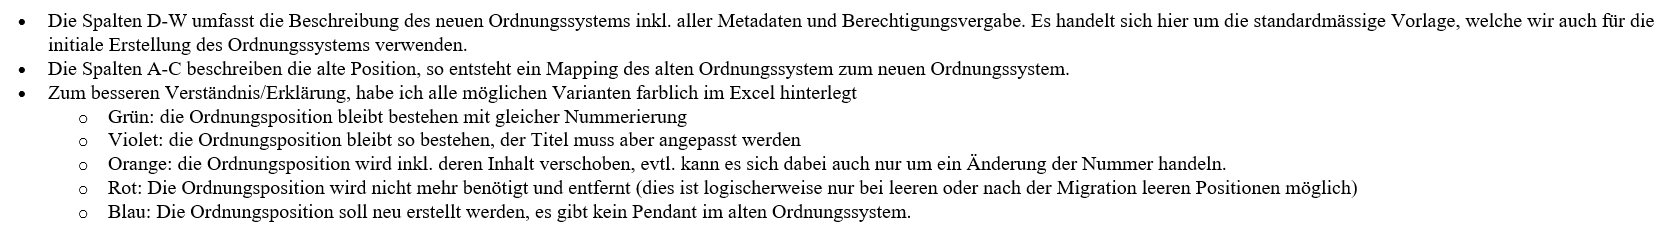 • Die Spalten D-W umfasst die Beschreibung des neuen Ordnungssystems inkl. aller Metadaten und Berechtigungsvergabe. Es handelt sich hier um die standardmässige Vorlage, welche wir auch für die
initiale Erstellung des Ordnungssystems verwenden.
• Die Spalten A-C beschreiben die alte Position, so entsteht ein Mapping des alten Ordnungssystem zum neuen Ordnungssystem.
• Zum besseren Verständnis/Erklärung, habe ich alle möglichen Varianten farblich im Excel hinterlegt
o Grün: die Ordnungsposition bleibt bestehen mit gleicher Nummerierung
o Violet: die Ordnungsposition bleibt so bestehen, der Titel muss aber angepasst werden
o Orange: die Ordnungsposition wird inkl. deren Inhalt verschoben, evtl. kann es sich dabei auch nur um ein Änderung der Nummer handeln.
o Rot: Die Ordnungsposition wird nicht mehr benötigt und entfernt (dies ist logischerweise nur bei leeren oder nach der Migration leeren Positionen möglich)
o Blau: Die Ordnungsposition soll neu erstellt werden, es gibt kein Pendant im alten Ordnungssystem.